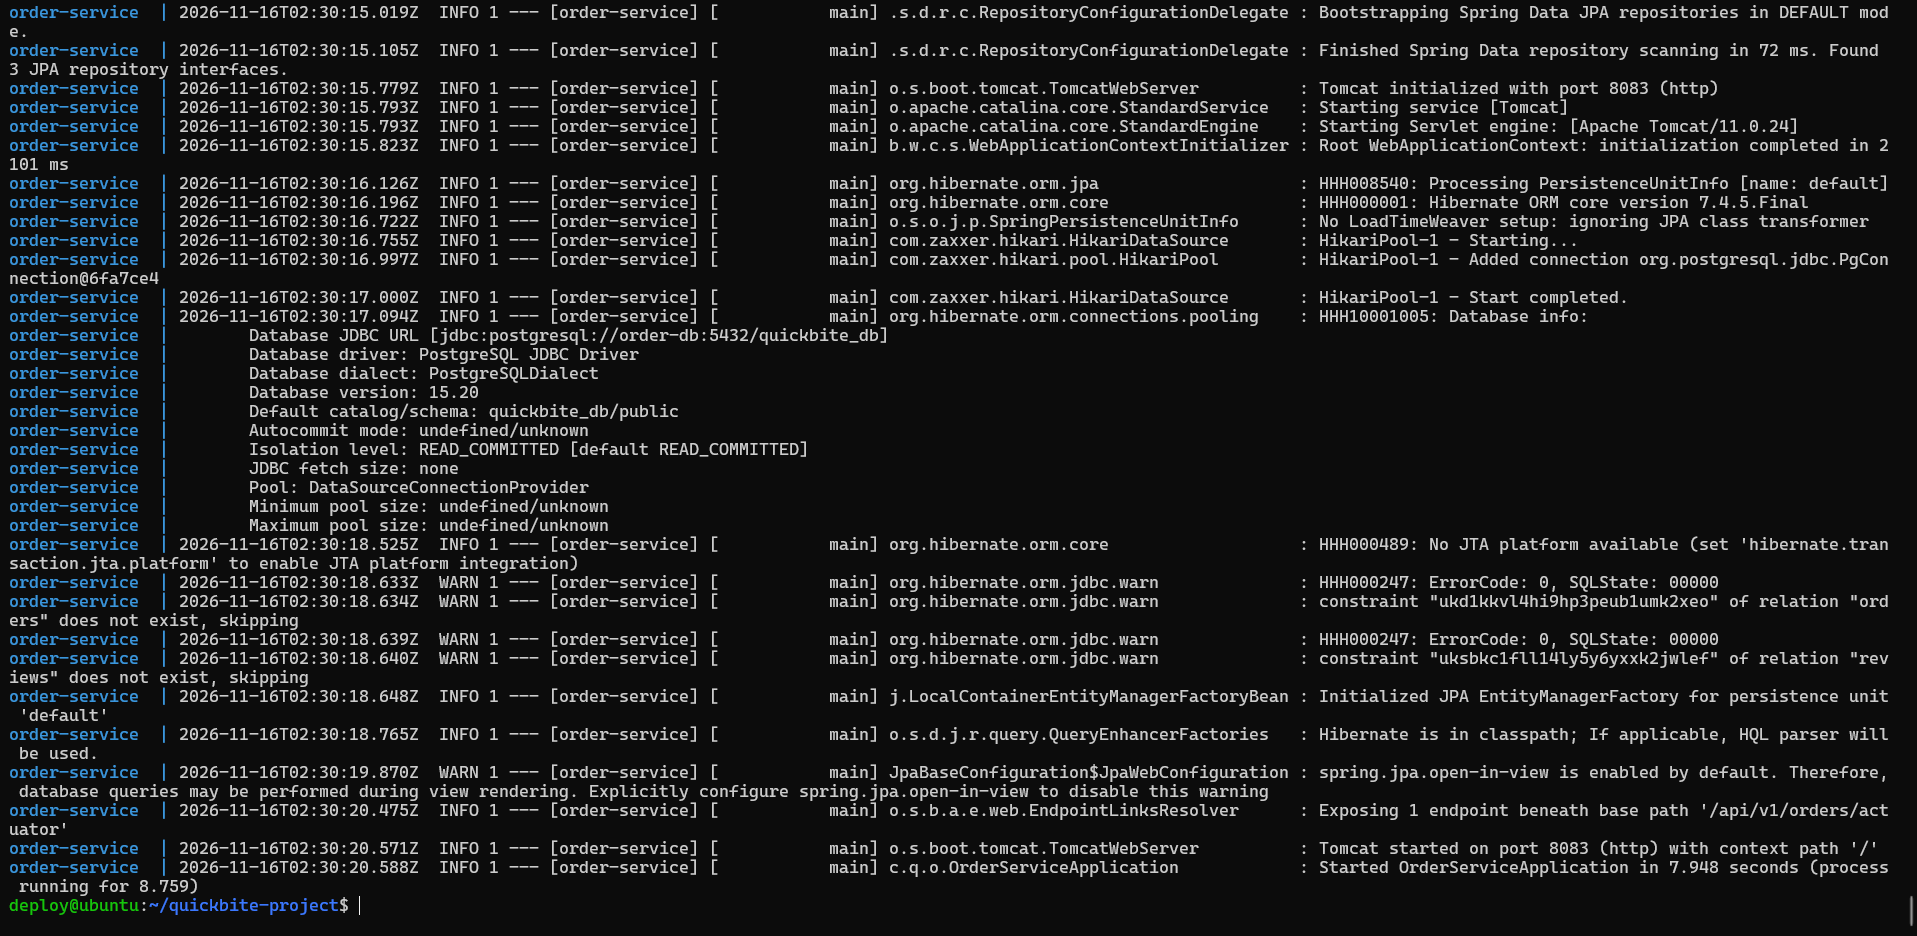 order-service  | 2026-11-16T02:30:15.019Z  INFO 1 --- [order-service] [           main] .s.d.r.c.RepositoryConfigurationDelegate : Bootstrapping Spring Data JPA repositories in DEFAULT mod
e.
order-service  | 2026-11-16T02:30:15.105Z  INFO 1 --- [order-service] [           main] .s.d.r.c.RepositoryConfigurationDelegate : Finished Spring Data repository scanning in 72 ms. Found
3 JPA repository interfaces.
order-service  | 2026-11-16T02:30:15.779Z  INFO 1 --- [order-service] [           main] o.s.boot.tomcat.TomcatWebServer          : Tomcat initialized with port 8083 (http)
order-service  | 2026-11-16T02:30:15.793Z  INFO 1 --- [order-service] [           main] o.apache.catalina.core.StandardService   : Starting service [Tomcat]
order-service  | 2026-11-16T02:30:15.793Z  INFO 1 --- [order-service] [           main] o.apache.catalina.core.StandardEngine    : Starting Servlet engine: [Apache Tomcat/11.0.24]
order-service  | 2026-11-16T02:30:15.823Z  INFO 1 --- [order-service] [           main] b.w.c.s.WebApplicationContextInitializer : Root WebApplicationContext: initialization completed in 2
101 ms
order-service  | 2026-11-16T02:30:16.126Z  INFO 1 --- [order-service] [           main] org.hibernate.orm.jpa                    : HHH008540: Processing PersistenceUnitInfo [name: default]
order-service  | 2026-11-16T02:30:16.196Z  INFO 1 --- [order-service] [           main] org.hibernate.orm.core                   : HHH000001: Hibernate ORM core version 7.4.5.Final
order-service  | 2026-11-16T02:30:16.722Z  INFO 1 --- [order-service] [           main] o.s.o.j.p.SpringPersistenceUnitInfo      : No LoadTimeWeaver setup: ignoring JPA class transformer
order-service  | 2026-11-16T02:30:16.755Z  INFO 1 --- [order-service] [           main] com.zaxxer.hikari.HikariDataSource       : HikariPool-1 - Starting...
order-service  | 2026-11-16T02:30:16.997Z  INFO 1 --- [order-service] [           main] com.zaxxer.hikari.pool.HikariPool        : HikariPool-1 - Added connection org.postgresql.jdbc.PgCon
nection@6fa7ce4
order-service  | 2026-11-16T02:30:17.000Z  INFO 1 --- [order-service] [           main] com.zaxxer.hikari.HikariDataSource       : HikariPool-1 - Start completed.
order-service  | 2026-11-16T02:30:17.094Z  INFO 1 --- [order-service] [           main] org.hibernate.orm.connections.pooling    : HHH10001005: Database info:
order-service  |        Database JDBC URL [jdbc:postgresql://order-db:5432/quickbite_db]
order-service  |        Database driver: PostgreSQL JDBC Driver
order-service  |        Database dialect: PostgreSQLDialect
order-service  |        Database version: 15.20
order-service  |        Default catalog/schema: quickbite_db/public
order-service  |        Autocommit mode: undefined/unknown
order-service  |        Isolation level: READ_COMMITTED [default READ_COMMITTED]
order-service  |        JDBC fetch size: none
order-service  |        Pool: DataSourceConnectionProvider
order-service  |        Minimum pool size: undefined/unknown
order-service  |        Maximum pool size: undefined/unknown
order-service  | 2026-11-16T02:30:18.525Z  INFO 1 --- [order-service] [           main] org.hibernate.orm.core                   : HHH000489: No JTA platform available (set 'hibernate.tran
saction.jta.platform' to enable JTA platform integration)
order-service  | 2026-11-16T02:30:18.633Z  WARN 1 --- [order-service] [           main] org.hibernate.orm.jdbc.warn              : HHH000247: ErrorCode: 0, SQLState: 00000
order-service  | 2026-11-16T02:30:18.634Z  WARN 1 --- [order-service] [           main] org.hibernate.orm.jdbc.warn              : constraint "ukd1kkvl4hi9hp3peub1umk2xeo" of relation "ord
ers" does not exist, skipping
order-service  | 2026-11-16T02:30:18.639Z  WARN 1 --- [order-service] [           main] org.hibernate.orm.jdbc.warn              : HHH000247: ErrorCode: 0, SQLState: 00000
order-service  | 2026-11-16T02:30:18.640Z  WARN 1 --- [order-service] [           main] org.hibernate.orm.jdbc.warn              : constraint "uksbkc1fll14ly5y6yxxk2jwlef" of relation "rev
iews" does not exist, skipping
order-service  | 2026-11-16T02:30:18.648Z  INFO 1 --- [order-service] [           main] j.LocalContainerEntityManagerFactoryBean : Initialized JPA EntityManagerFactory for persistence unit
 'default'
order-service  | 2026-11-16T02:30:18.765Z  INFO 1 --- [order-service] [           main] o.s.d.j.r.query.QueryEnhancerFactories   : Hibernate is in classpath; If applicable, HQL parser will
 be used.
order-service  | 2026-11-16T02:30:19.870Z  WARN 1 --- [order-service] [           main] JpaBaseConfiguration$JpaWebConfiguration : spring.jpa.open-in-view is enabled by default. Therefore,
 database queries may be performed during view rendering. Explicitly configure spring.jpa.open-in-view to disable this warning
order-service  | 2026-11-16T02:30:20.475Z  INFO 1 --- [order-service] [           main] o.s.b.a.e.web.EndpointLinksResolver      : Exposing 1 endpoint beneath base path '/api/v1/orders/act
uator'
order-service  | 2026-11-16T02:30:20.571Z  INFO 1 --- [order-service] [           main] o.s.boot.tomcat.TomcatWebServer          : Tomcat started on port 8083 (http) with context path '/'
order-service  | 2026-11-16T02:30:20.588Z  INFO 1 --- [order-service] [           main] c.q.o.OrderServiceApplication            : Started OrderServiceApplication in 7.948 seconds (process
 running for 8.759)
deploy@ubuntu:~/quickbite-project$